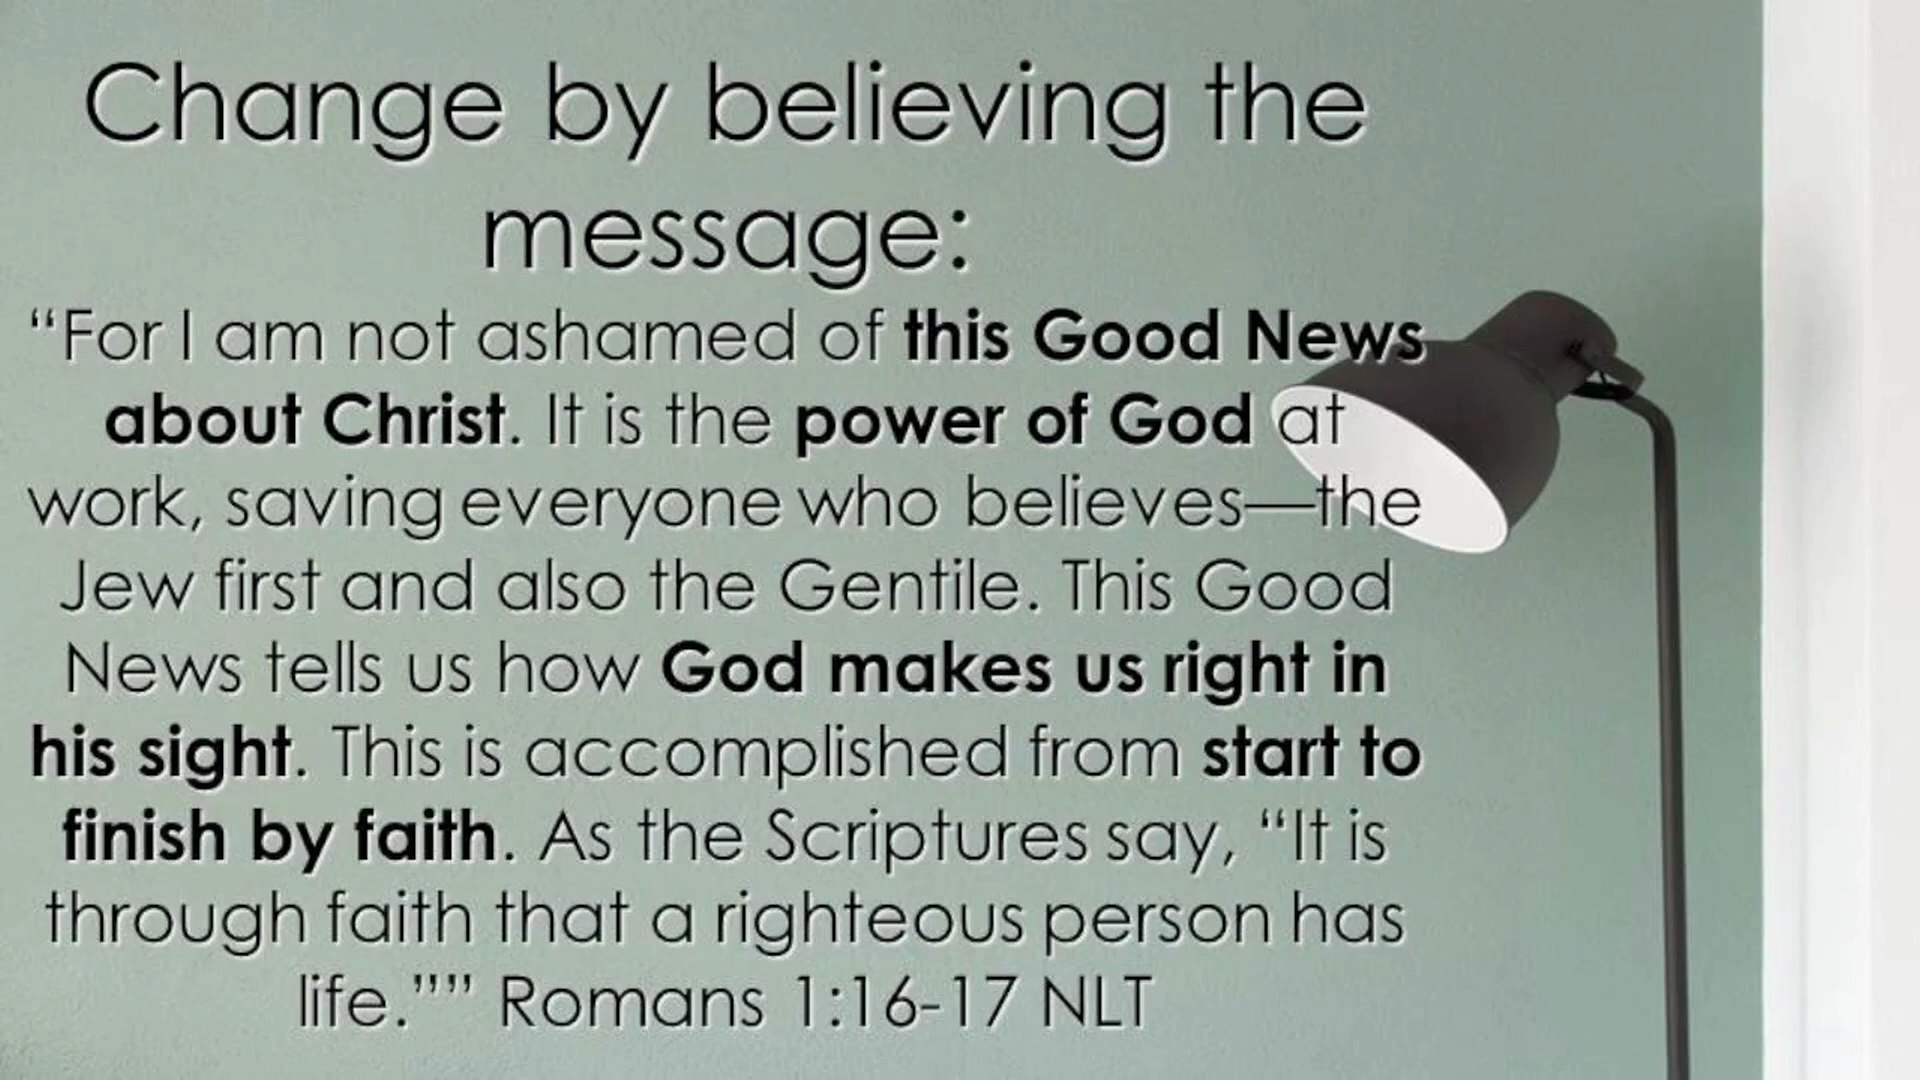 Change by believing the
message:
“For I am not ashamed of this Good News
about Christ. It is the power of God at
work, saving everyone who believes—the
Jew first and also the Gentile. This Good
News tells us how God makes us right in
his sight. This is accomplished from start to
finish by faith. As the Scriptures say, “It is
through faith that a righteous person has
life.”” Romans 1:16-17 NLT